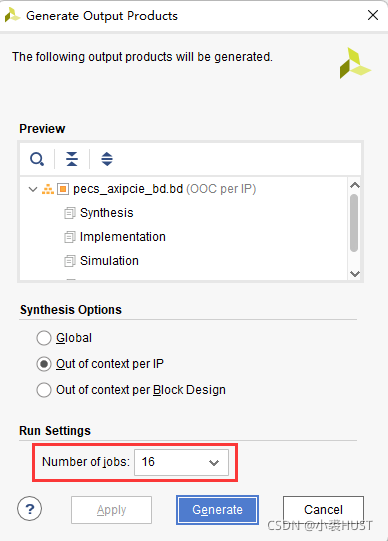 Generate Output Products
The following output products will be generated.
Preview
pecs_axipcie_bd.bd (OOC per IP)
Synthesis
Implementation
Simulation
Synthesis Options
Global
Out of context per IP
Out of context per Block Design
Run Settings
Number of jobs: 16
? Apply Generate Cancel
CSDN @小裘HUST